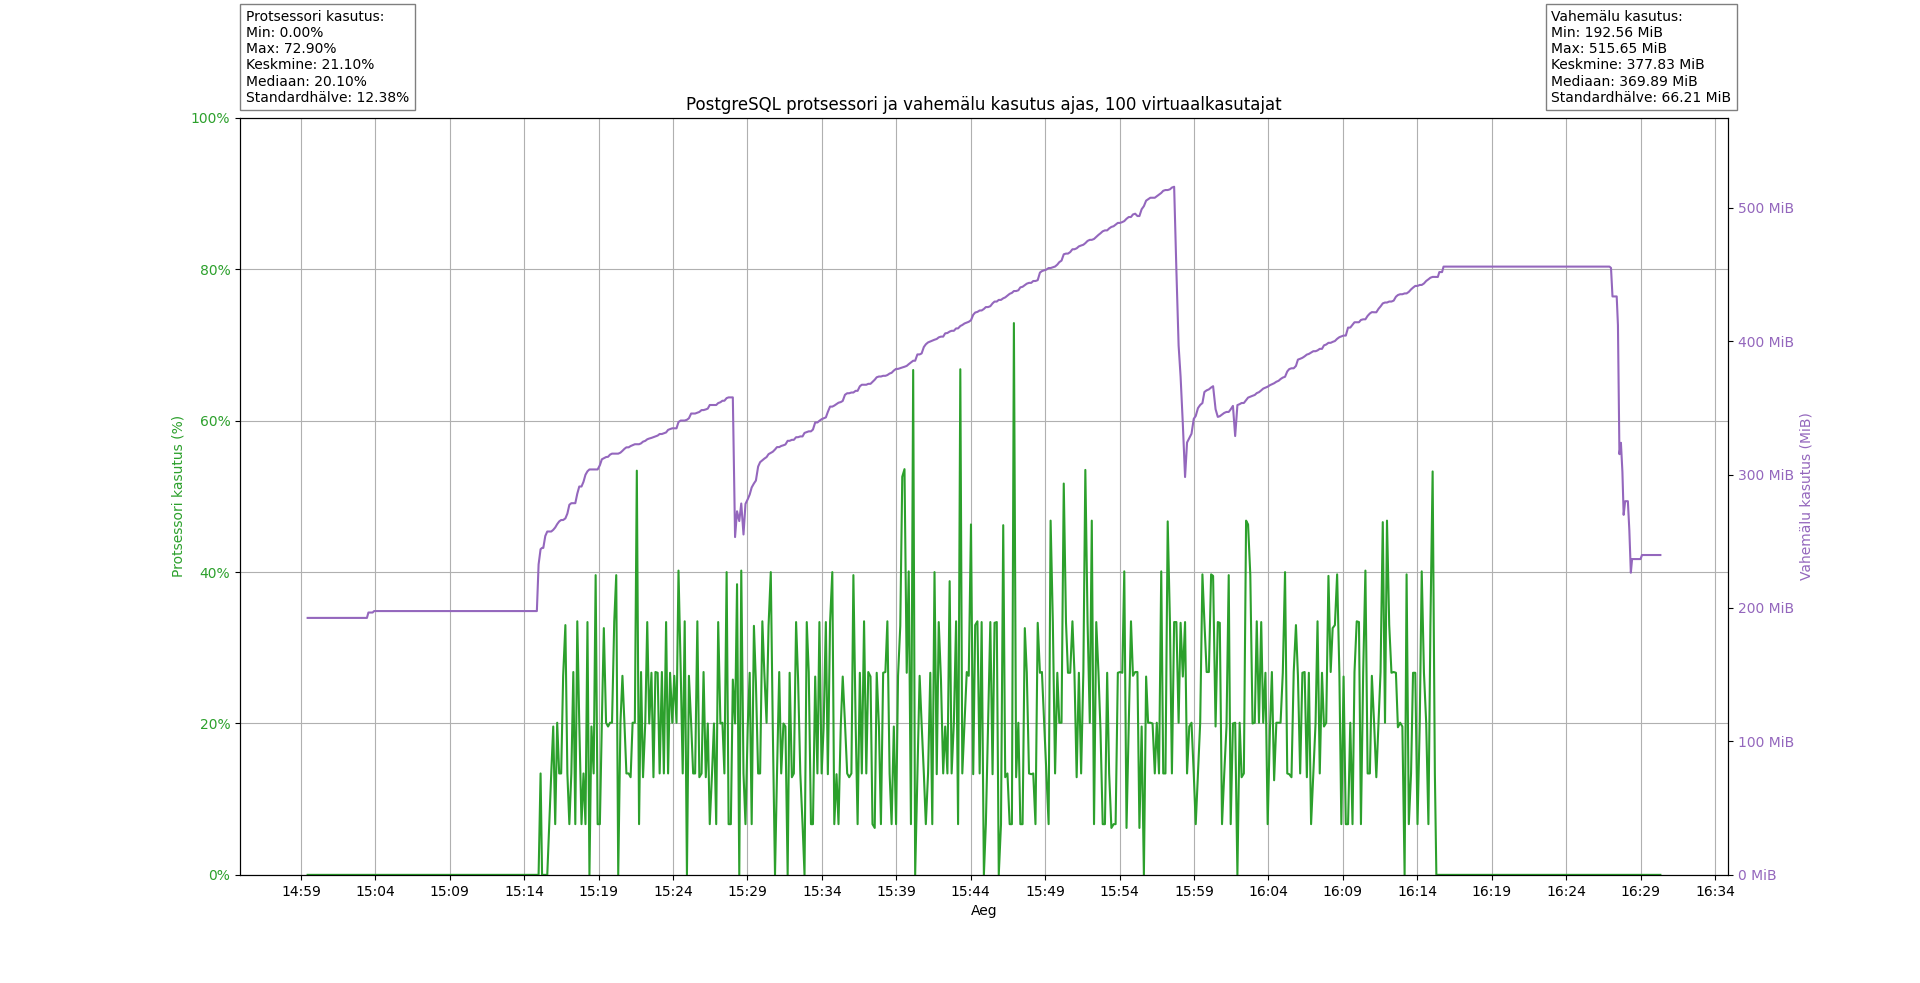 Protsessori kasutus:
Min: 0.00%
Max: 72.90%
Keskmine: 21.10%
Mediaan: 20.10%
Standardhälve: 12.38%
Vahemälu kasutus:
Min: 192.56 MiB
Max: 515.65 MiB
Keskmine: 377.83 MiB
Mediaan: 369.89 MiB
Standardhälve: 66.21 MiB
PostgreSQL protsessori ja vahemälu kasutus ajas, 100 virtuaalkasutajat
100%
80%
60%
40%
20%
0%
Protsessori kasutus (%)
500 MiB
400 MiB
300 MiB
200 MiB
100 MiB
0 MiB
Vahemälu kasutus (MiB)
14:59 15:04 15:09 15:14 15:19 15:24 15:29 15:34 15:39 15:44 15:49 15:54 15:59 16:04 16:09 16:14 16:19 16:24 16:29 16:34
Aeg